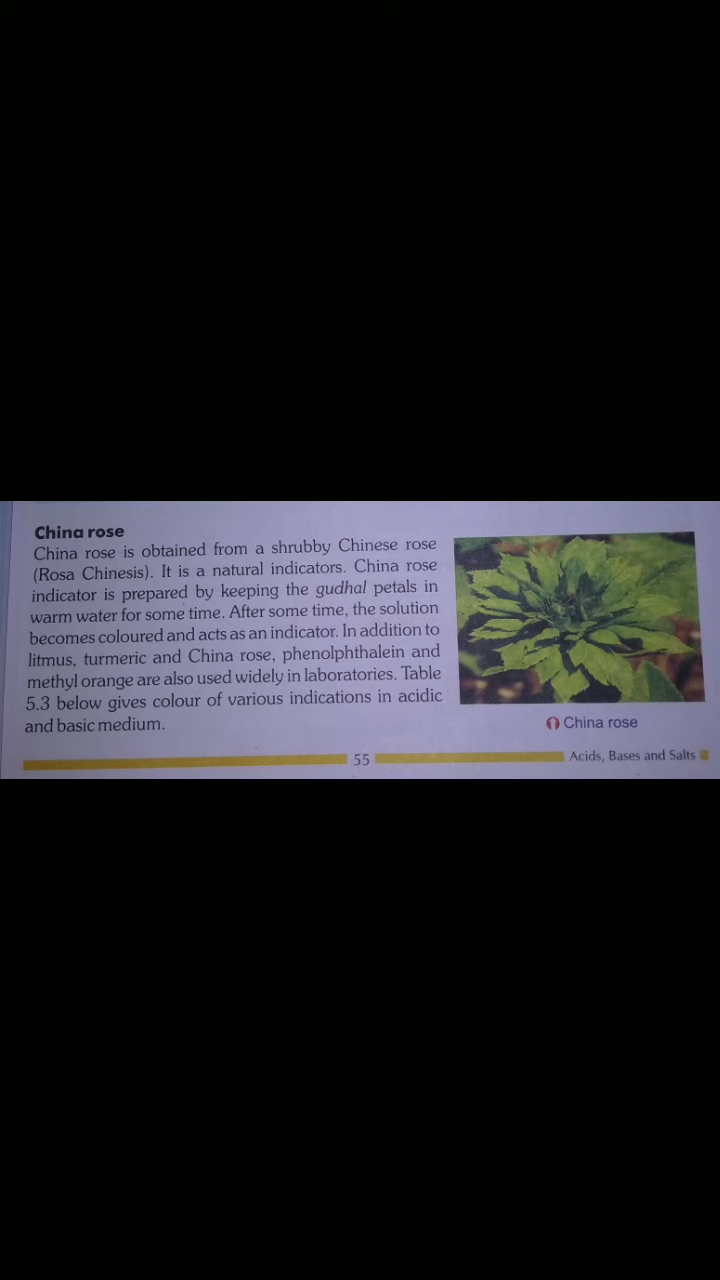 China rose
China rose is obtained from a shrubby Chinese rose
(Rosa Chinesis). It is a natural indicators. China rose
indicator is prepared by keeping the gudhal petals in
warm water for some time. After some time, the solution
becomes coloured and acts as an indicator. In addition to
litmus, turmeric and China rose, phenolphthalein and
methyl orange are also used widely in laboratories. Table
5.3 below gives colour of various indications in acidic
and basic medium.
China rose
55
Acids, Bases and Salts